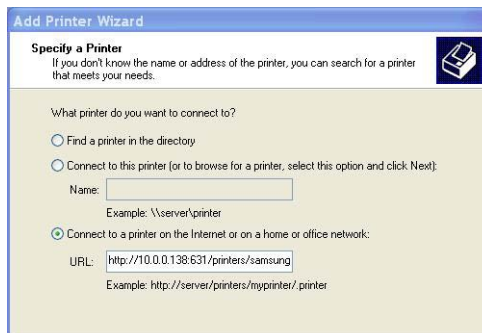 Add Printer Wizard
Specify a Printer
If you don't know the name or address of the printer, you can search for a printer
that meets your needs.
What printer do you want to connect to?
Find a printer in the directory
Connect to this printer (or to browse for a printer, select this option and click Next):
Name:
Example: \\server\printer
Connect to a printer on the Internet or on a home or office network:
URL: http://10.0.0.138:631/printers/samsung
Example: http://server/printers/myprinter/.printer